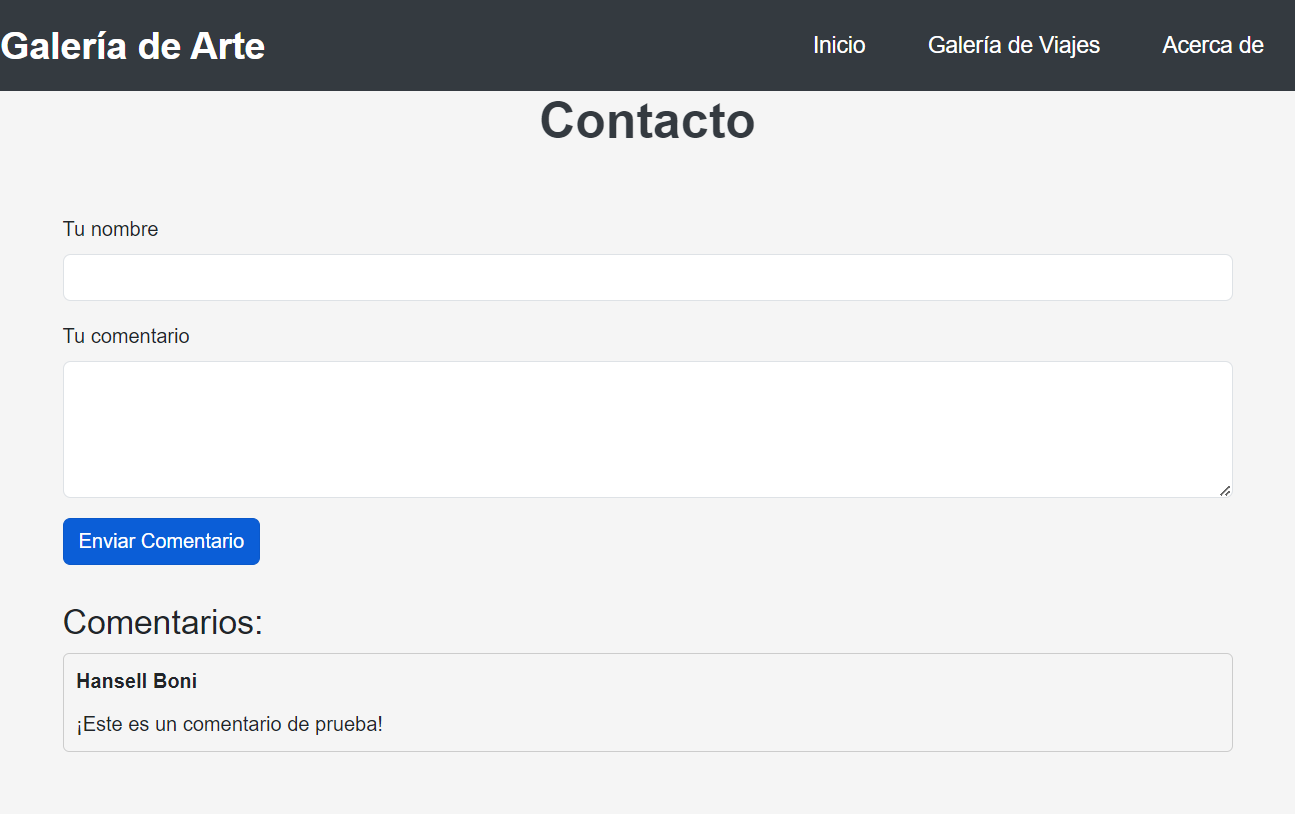 Galería de Arte
Inicio
Galería de Viajes
Acerca de
Contacto
Tu nombre
Tu comentario
Enviar Comentario
Comentarios:
Hansell Boni
¡Este es un comentario de prueba!